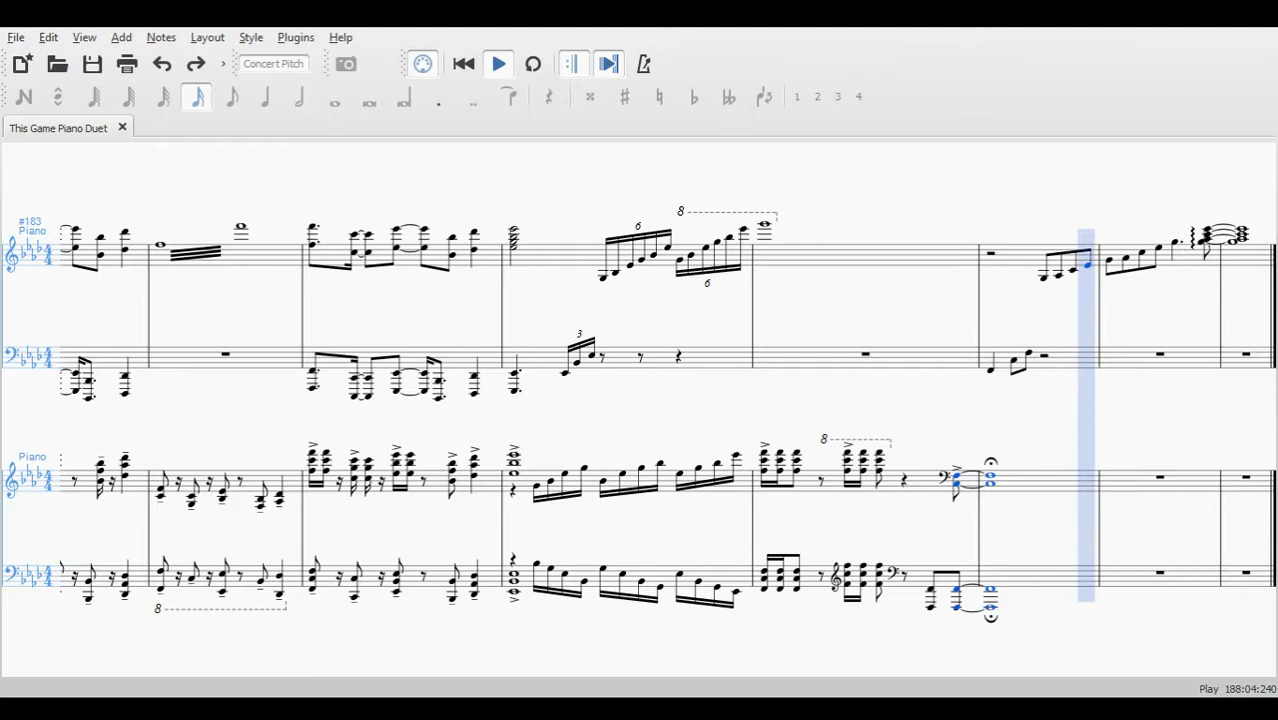 File Edit View Add Notes Layout Style Plugins Help
Concert Pitch
1 2 3 4
This Game Piano Duet
8
#183
Piano
6
6
3
8
Piano
8
Play 188:04:240